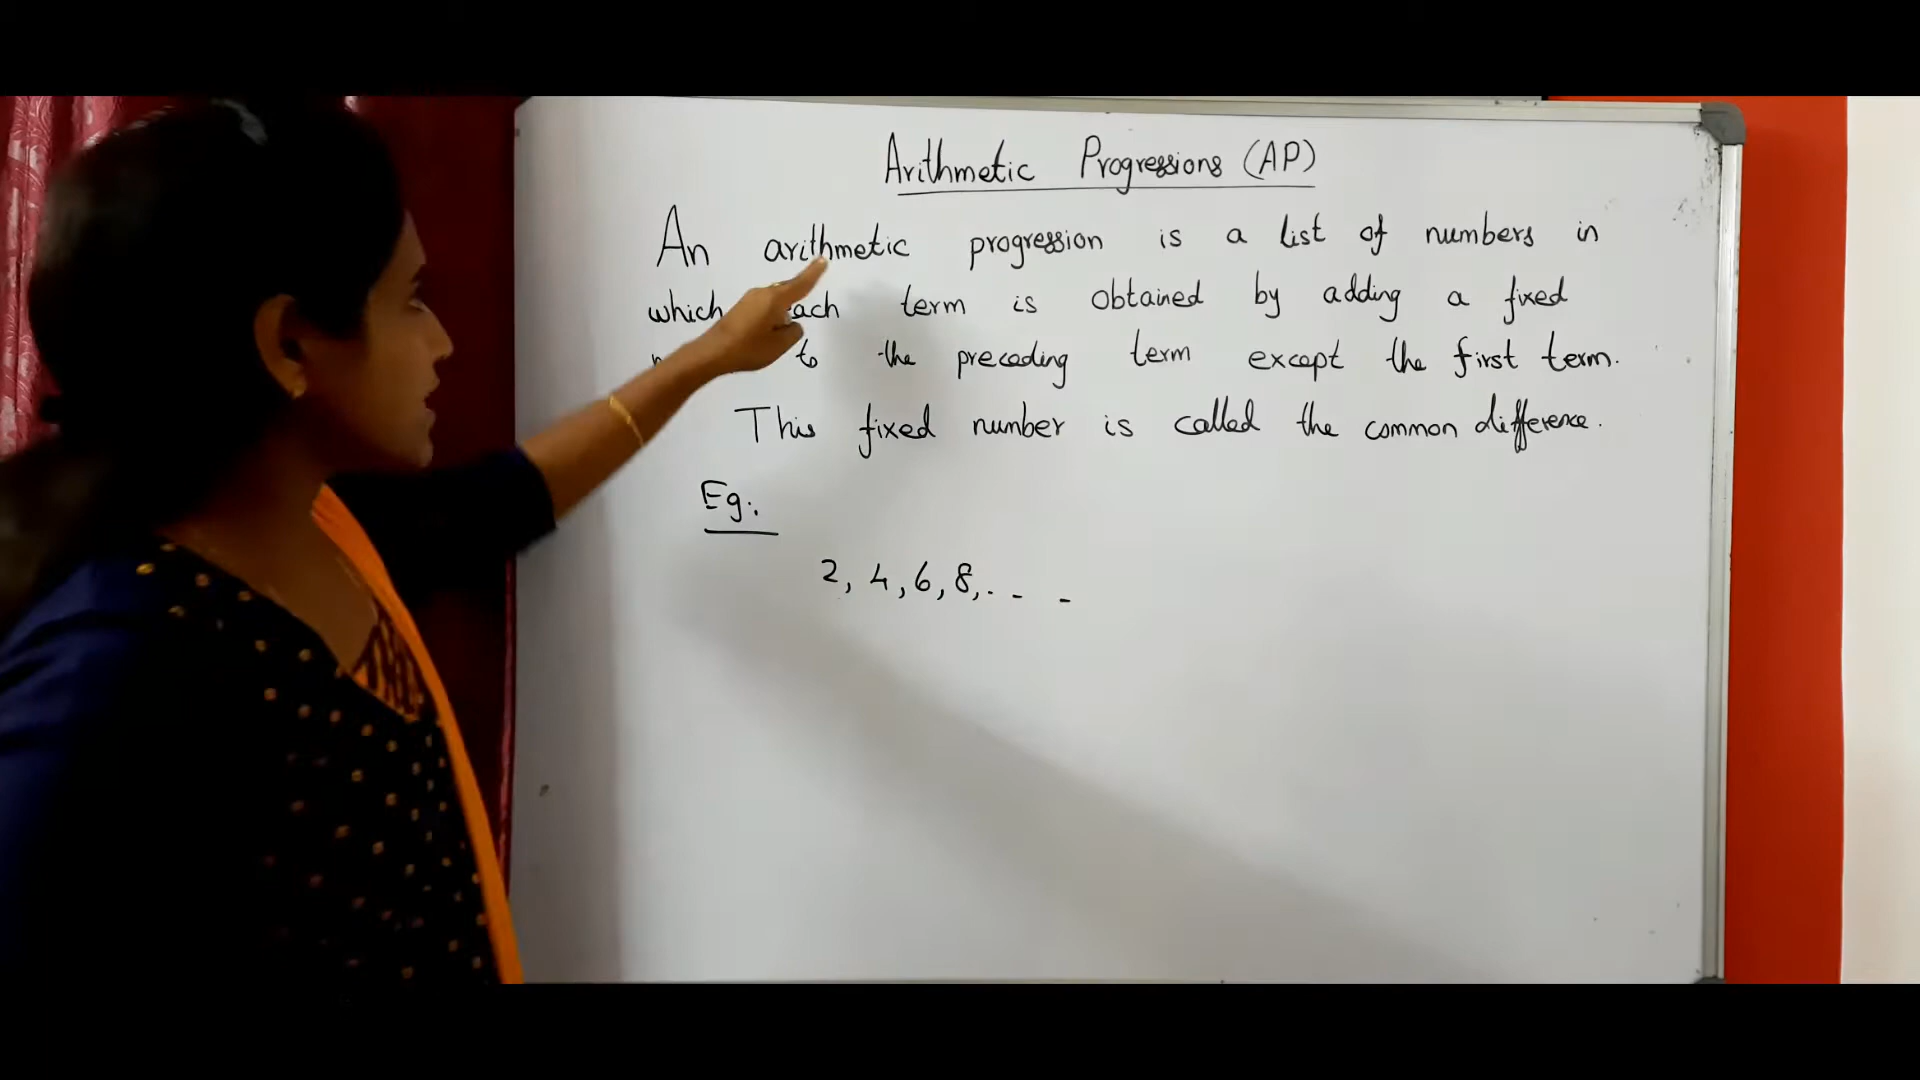 Arithmetic Progressions (AP)
An arithmetic progression is a list of numbers in
which each term is obtained by adding a fixed
to the preceding term except the first term.
This fixed number is called the common difference.
Eg:
2, 4, 6, 8, . - -